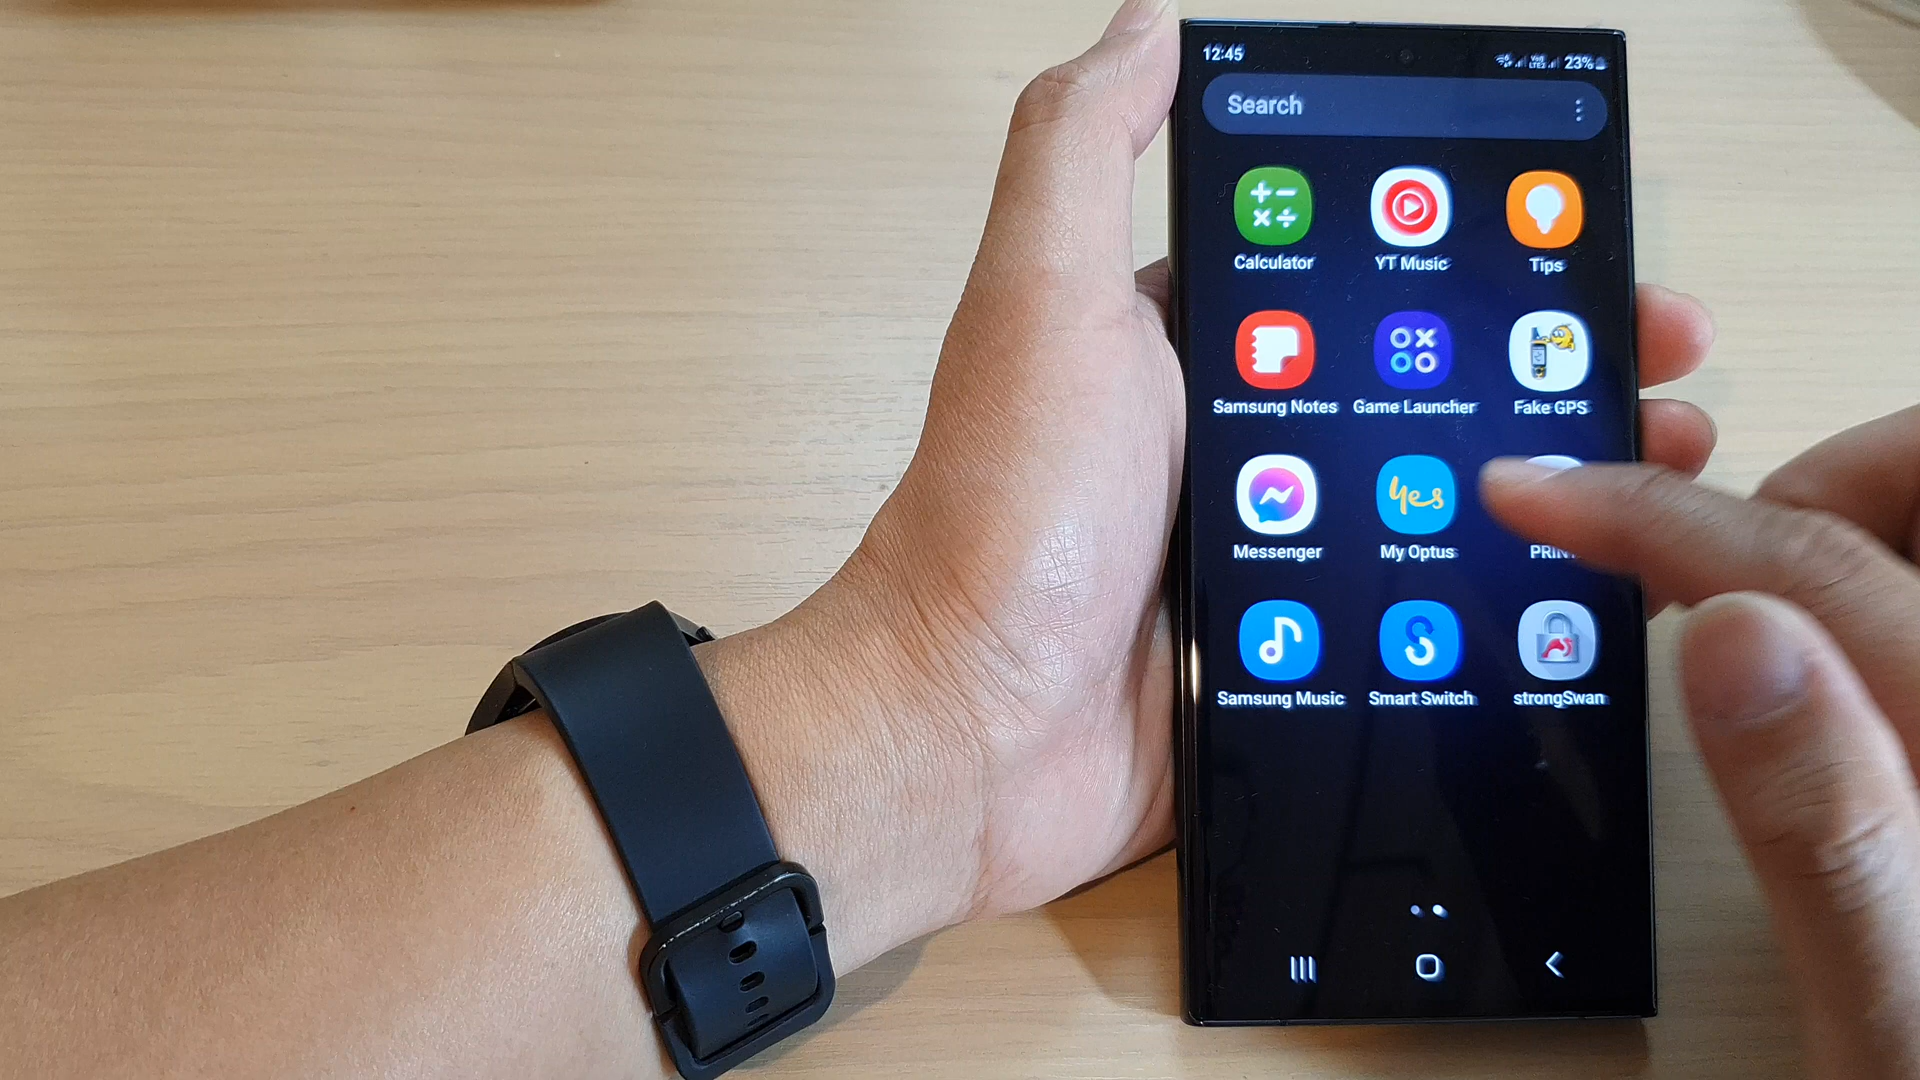 12:45 23%
Search
Calculator YT Music Tips
Samsung Notes Game Launcher Fake GPS
yes
Messenger My Optus
Samsung Music Smart Switch strongSwan